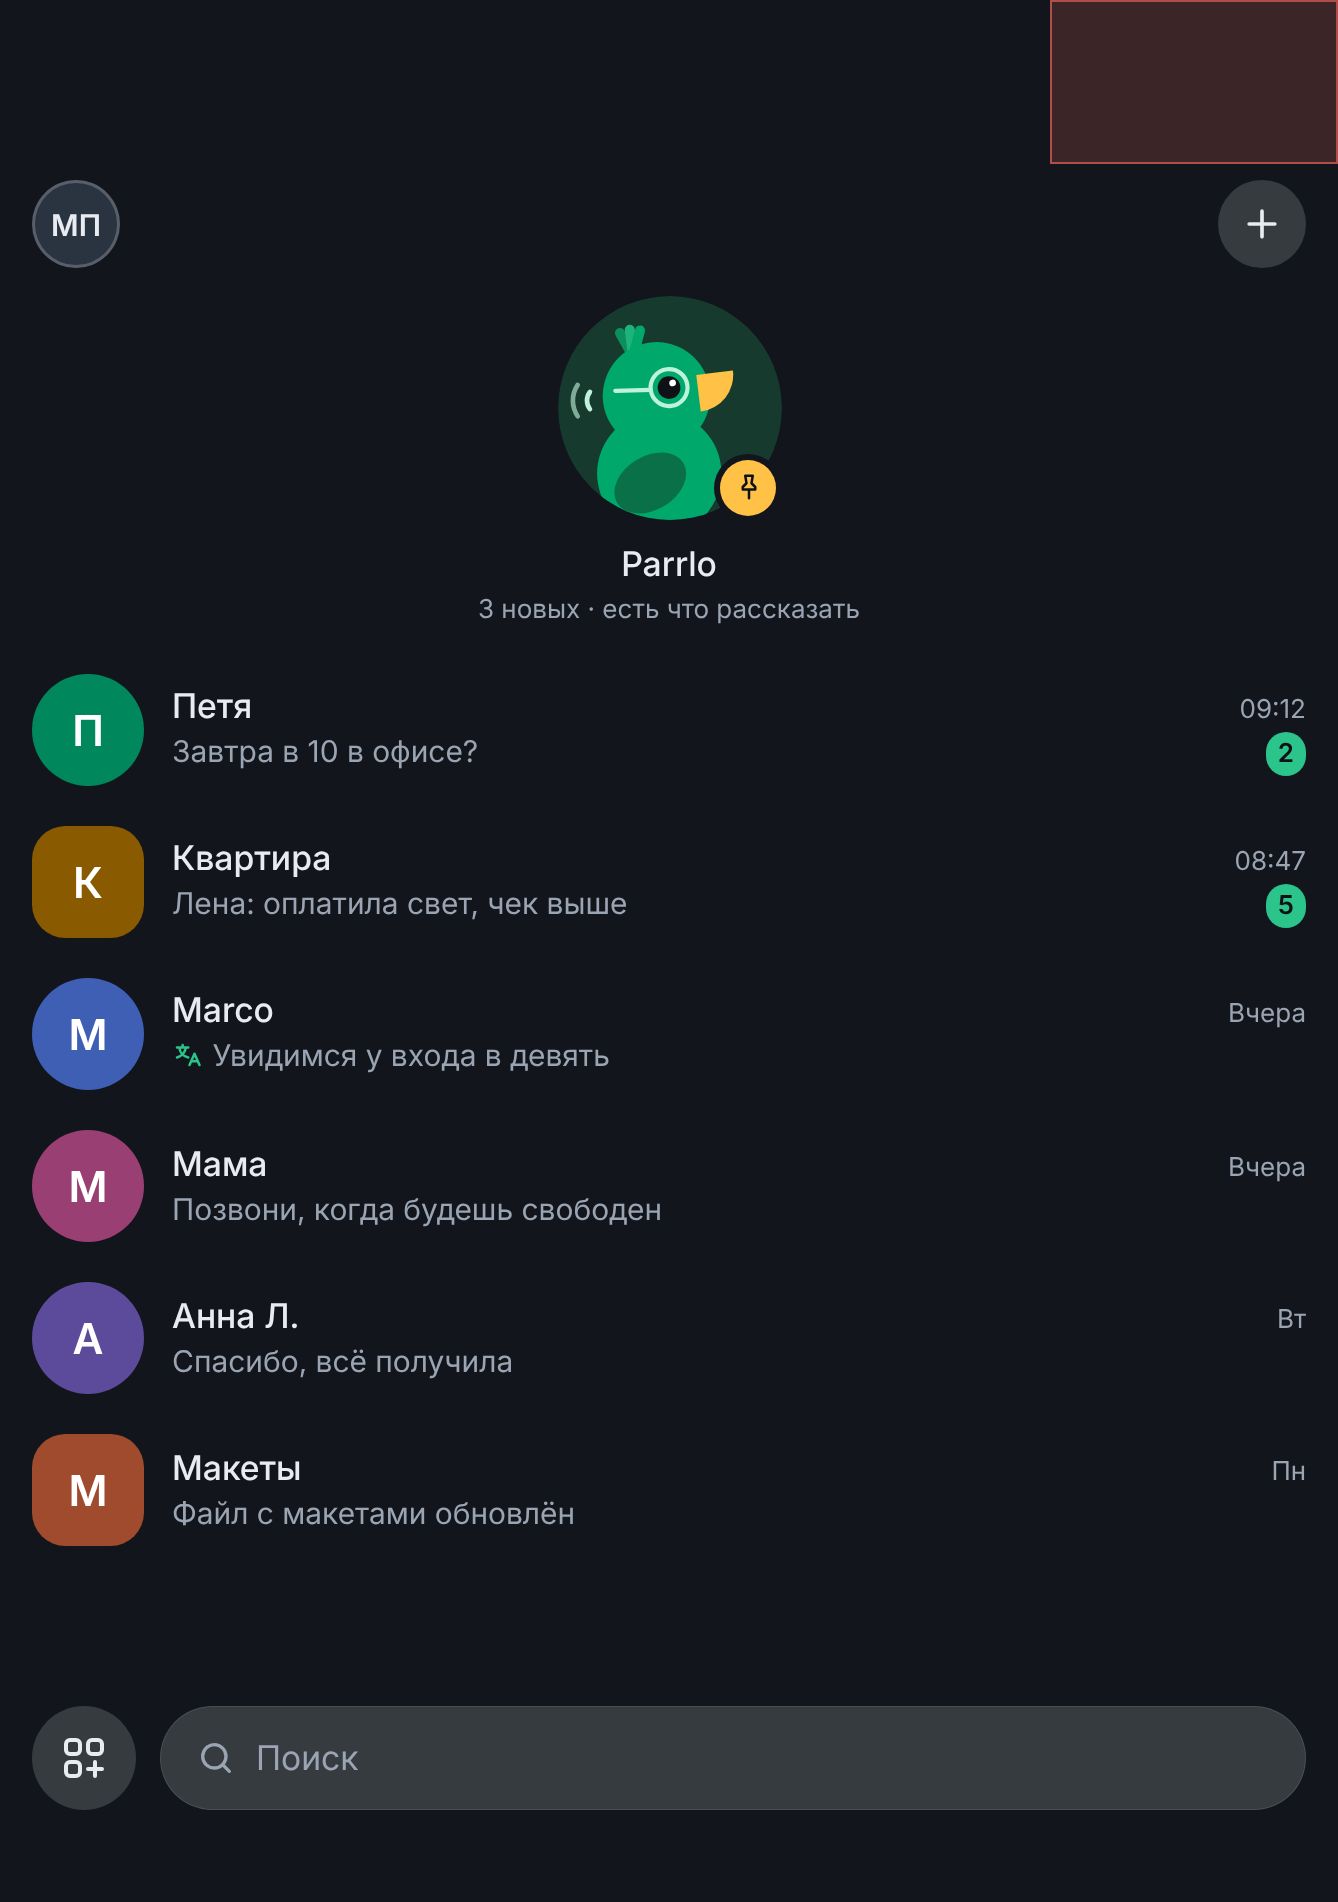 МП
Parrlo
3 новых · есть что рассказать
П
Петя
09:12
Завтра в 10 в офисе?
2
К
Квартира
08:47
Лена: оплатила свет, чек выше
5
M
Marco
Вчера
Увидимся у входа в девять
М
Мама
Вчера
Позвони, когда будешь свободен
А
Анна Л.
Вт
Спасибо, всё получила
М
Макеты
Пн
Файл с макетами обновлён
Поиск